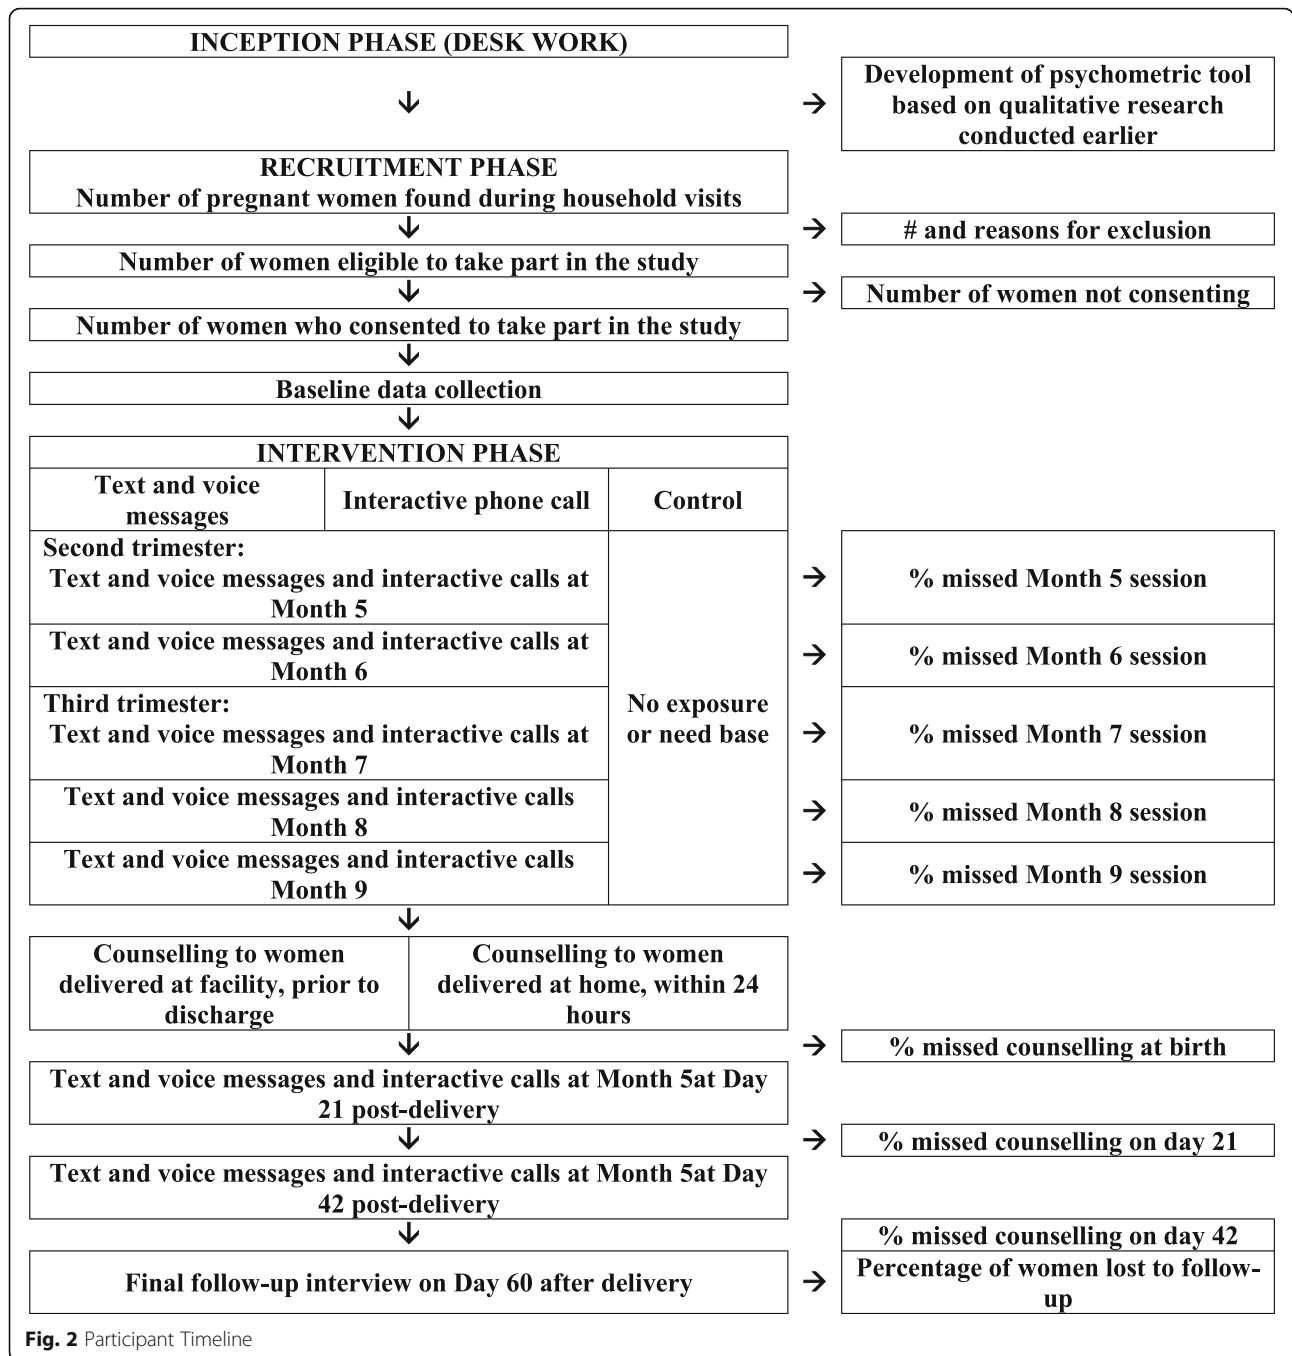 INCEPTION PHASE (DESK WORK)
↓
→
Development of psychometric tool
based on qualitative research
conducted earlier
RECRUITMENT PHASE
Number of pregnant women found during household visits
↓
→
# and reasons for exclusion
Number of women eligible to take part in the study
↓
→
Number of women not consenting
Number of women who consented to take part in the study
↓
Baseline data collection
↓
INTERVENTION PHASE
Text and voice
messages
Interactive phone call
Control
Second trimester:
Text and voice messages and interactive calls at
Month 5
→
% missed Month 5 session
Text and voice messages and interactive calls at
Month 6
→
% missed Month 6 session
Third trimester:
Text and voice messages and interactive calls at
Month 7
No exposure
or need base
→
% missed Month 7 session
Text and voice messages and interactive calls
Month 8
→
% missed Month 8 session
Text and voice messages and interactive calls
Month 9
→
% missed Month 9 session
↓
Counselling to women
delivered at facility, prior to
discharge
Counselling to women
delivered at home, within 24
hours
↓
→
% missed counselling at birth
Text and voice messages and interactive calls at Month 5at Day
21 post-delivery
↓
→
% missed counselling on day 21
Text and voice messages and interactive calls at Month 5at Day
42 post-delivery
↓
% missed counselling on day 42
Final follow-up interview on Day 60 after delivery
→
Percentage of women lost to follow-
up
Fig. 2 Participant Timeline